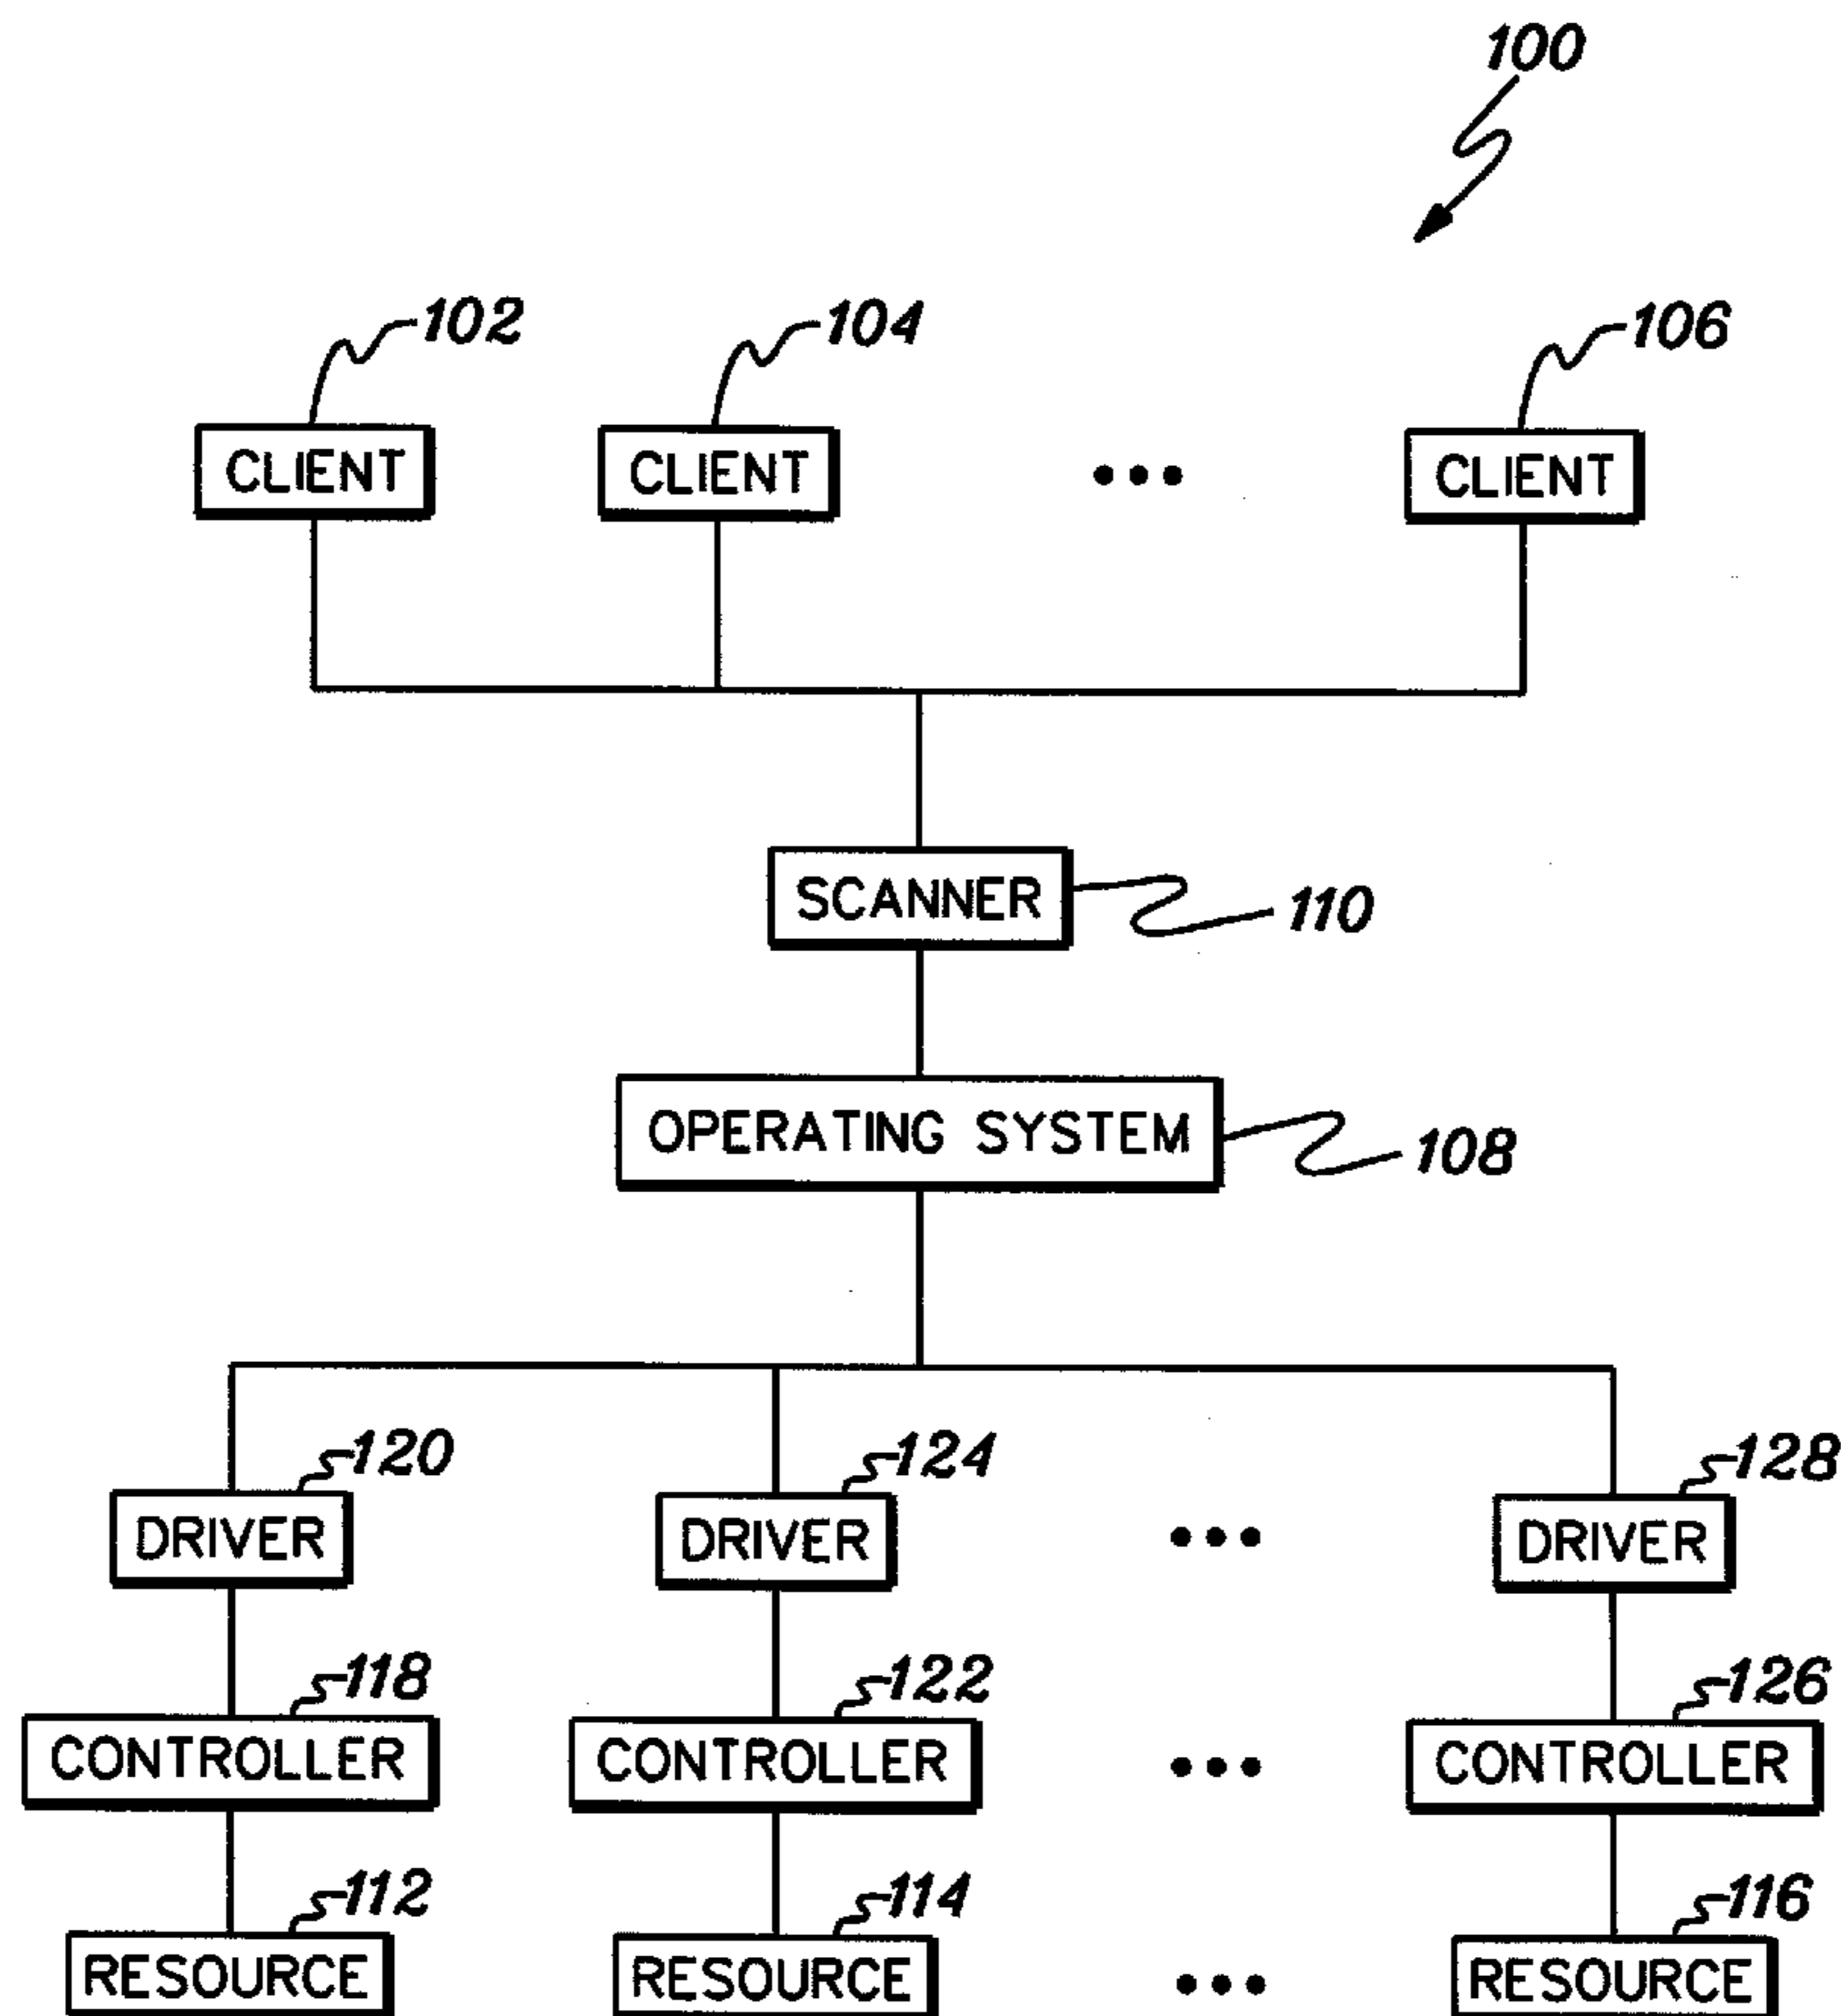 100
102 104 106
CLIENT CLIENT ••• CLIENT
SCANNER
110
OPERATING SYSTEM
108
120 124 128
DRIVER DRIVER ••• DRIVER
118 122 126
CONTROLLER CONTROLLER ••• CONTROLLER
112 114 116
RESOURCE RESOURCE ••• RESOURCE